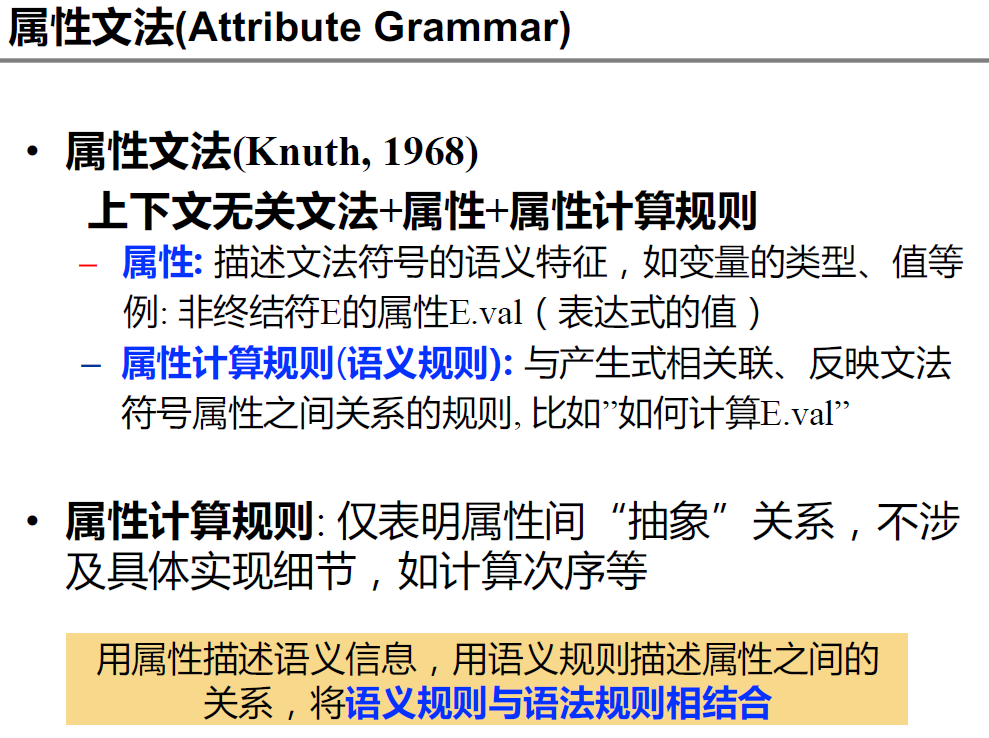 属性文法(Attribute Grammar)
• 属性文法(Knuth, 1968)
上下文无关文法+属性+属性计算规则
– 属性: 描述文法符号的语义特征，如变量的类型、值等
例: 非终结符E的属性E.val（表达式的值）
– 属性计算规则(语义规则): 与产生式相关联、反映文法
符号属性之间关系的规则, 比如”如何计算E.val”
• 属性计算规则: 仅表明属性间“抽象”关系，不涉
及具体实现细节，如计算次序等
用属性描述语义信息，用语义规则描述属性之间的
关系，将语义规则与语法规则相结合